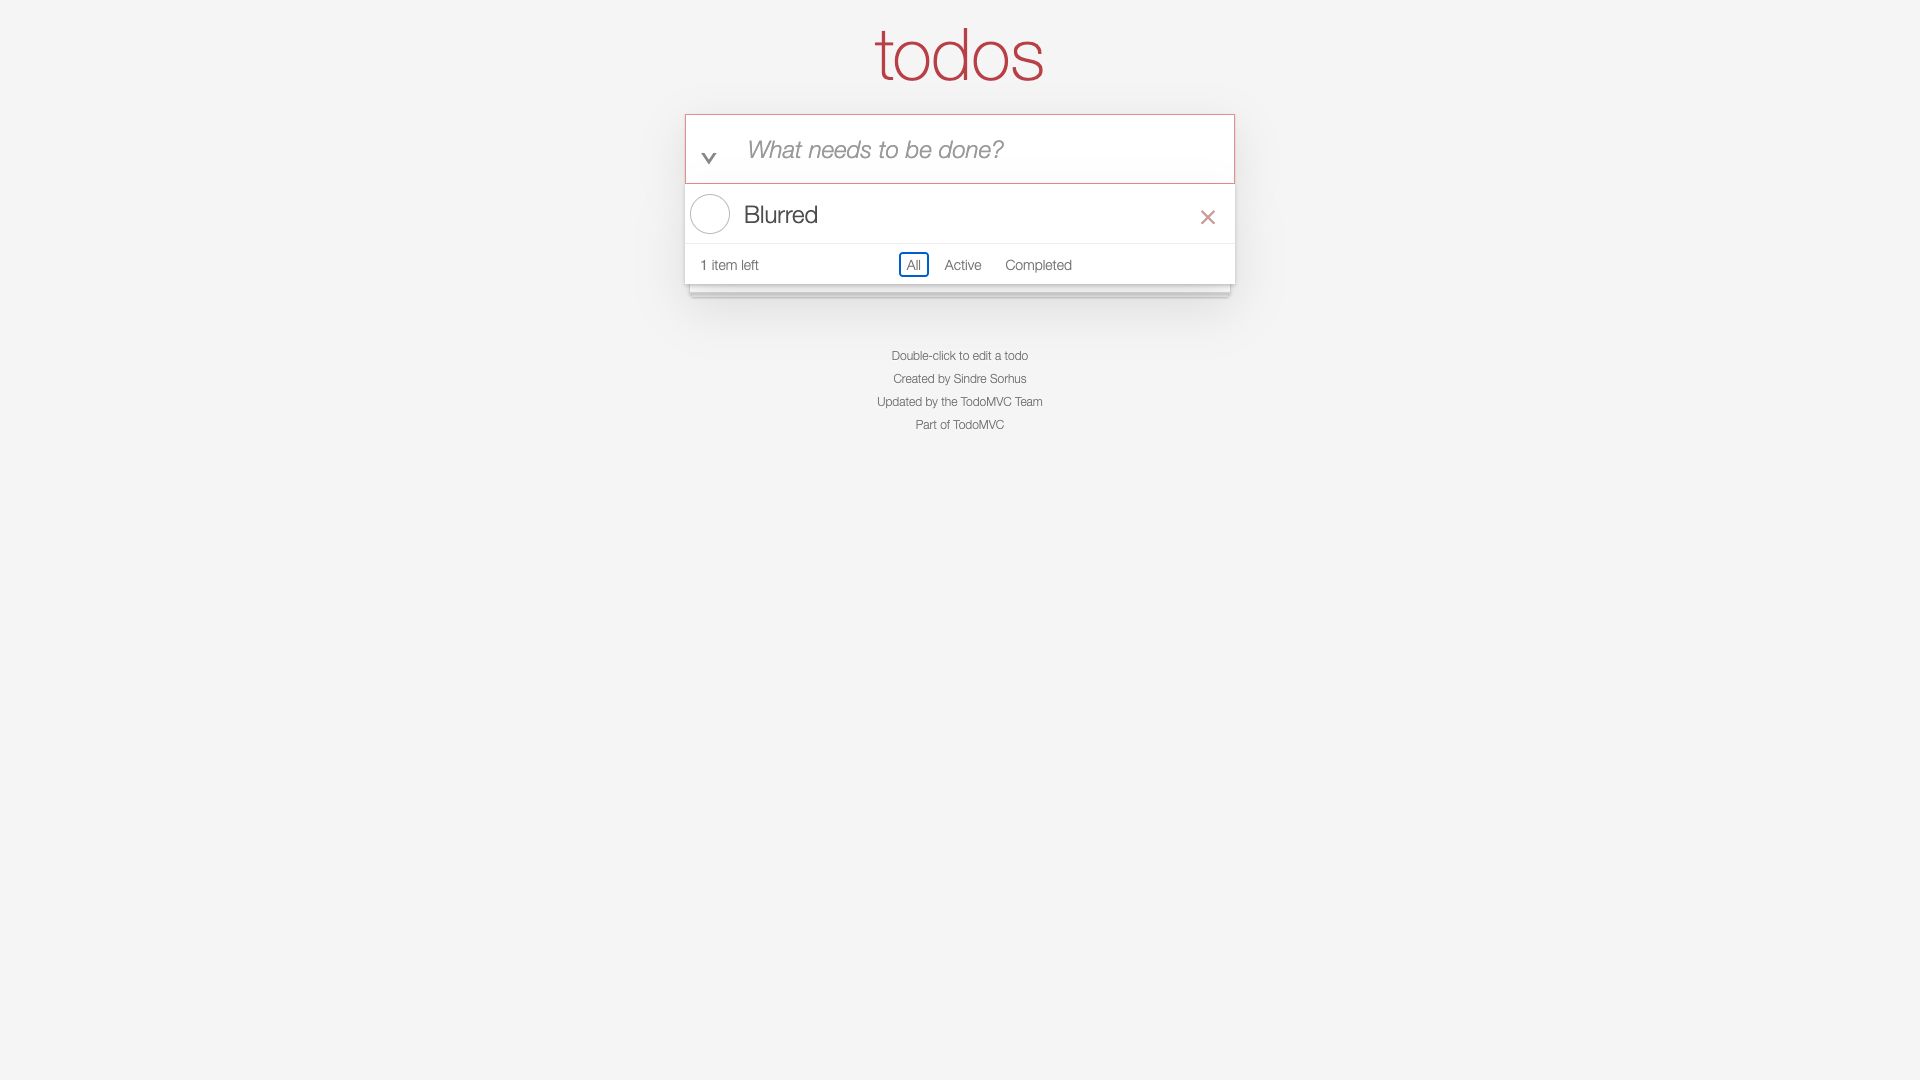 todos
What needs to be done?
Blurred
1 item left
All
Active
Completed
Double-click to edit a todo
Created by Sindre Sorhus
Updated by the TodoMVC Team
Part of TodoMVC